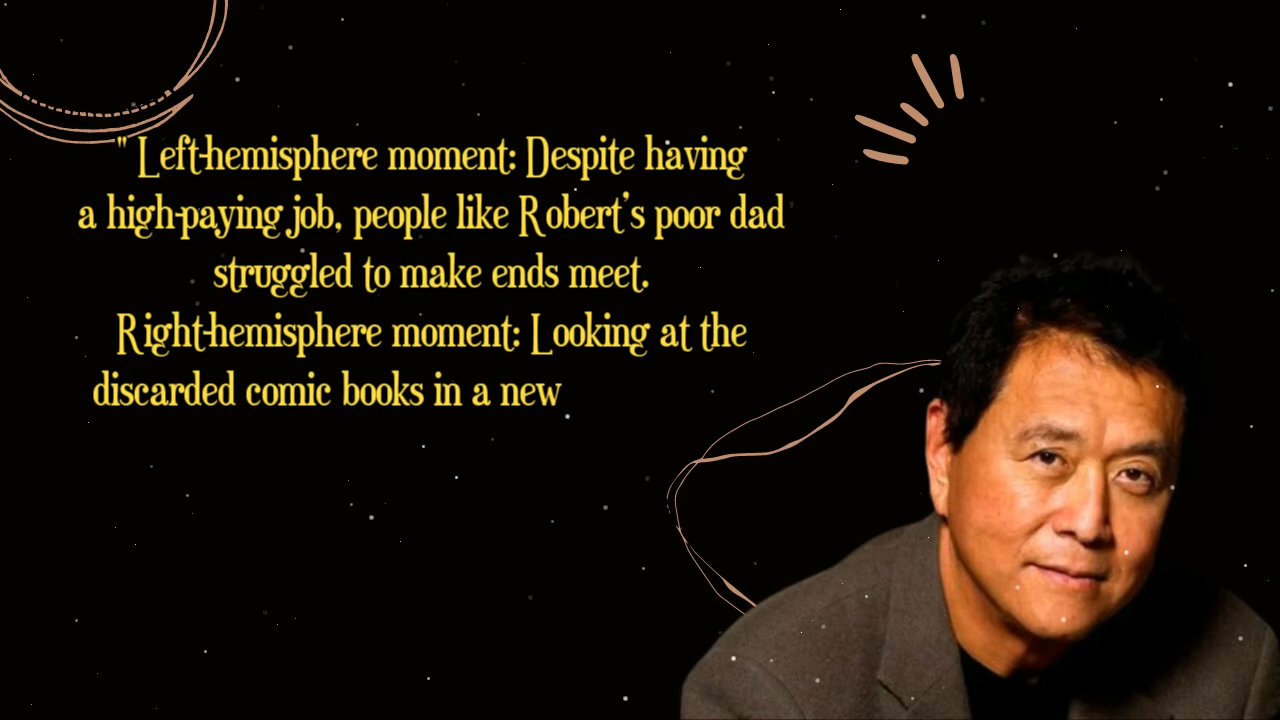 " Left-hemisphere moment: Despite having
a high-paying job, people like Robert's poor dad
struggled to make ends meet.
Right-hemisphere moment: Looking at the
discarded comic books in a new